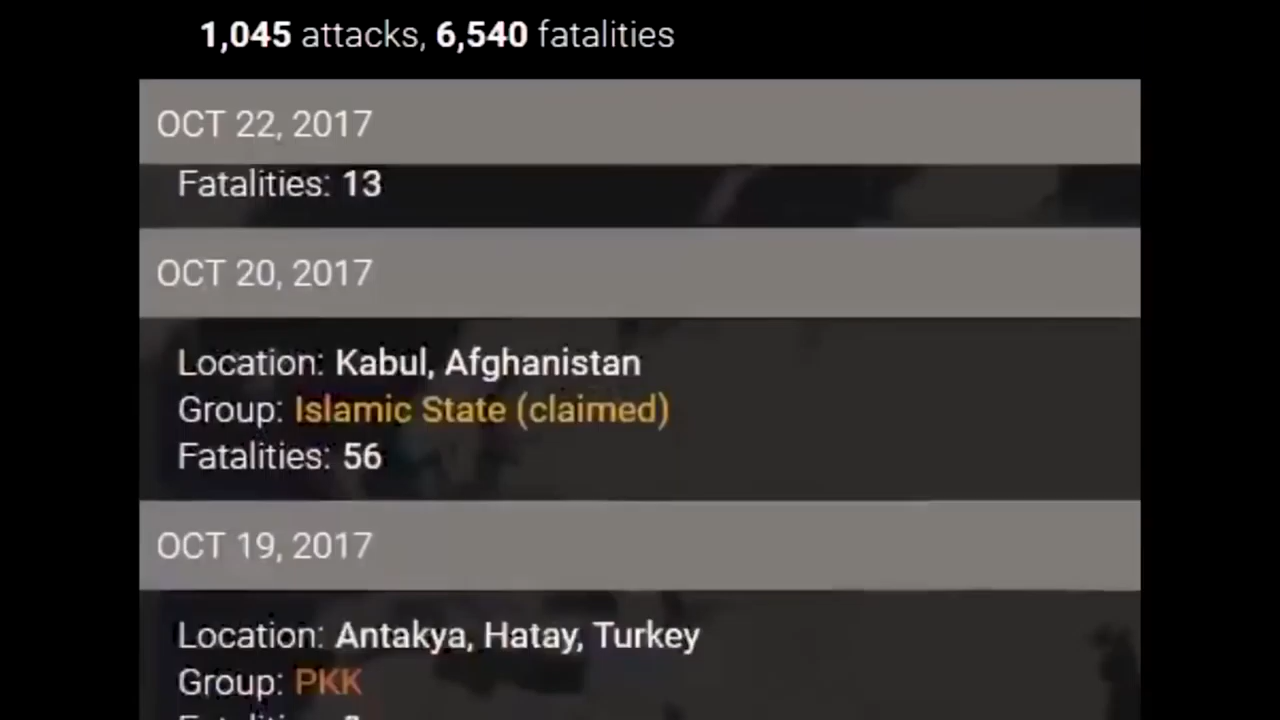 1,045 attacks, 6,540 fatalities
OCT 22, 2017
Fatalities: 13
OCT 20, 2017
Location: Kabul, Afghanistan
Group: Islamic State (claimed)
Fatalities: 56
OCT 19, 2017
Location: Antakya, Hatay, Turkey
Group: PKK